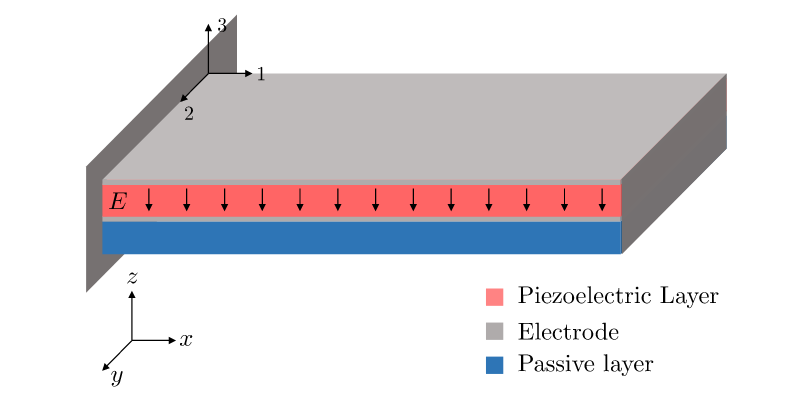 3
1
2
E
z
x
y
Piezoelectric Layer
Electrode
Passive layer